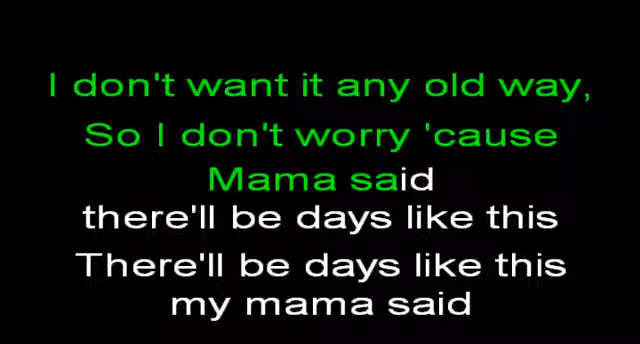 I don't want it any old way,
So I don't worry 'cause
Mama said
there'll be days like this
There'll be days like this
my mama said